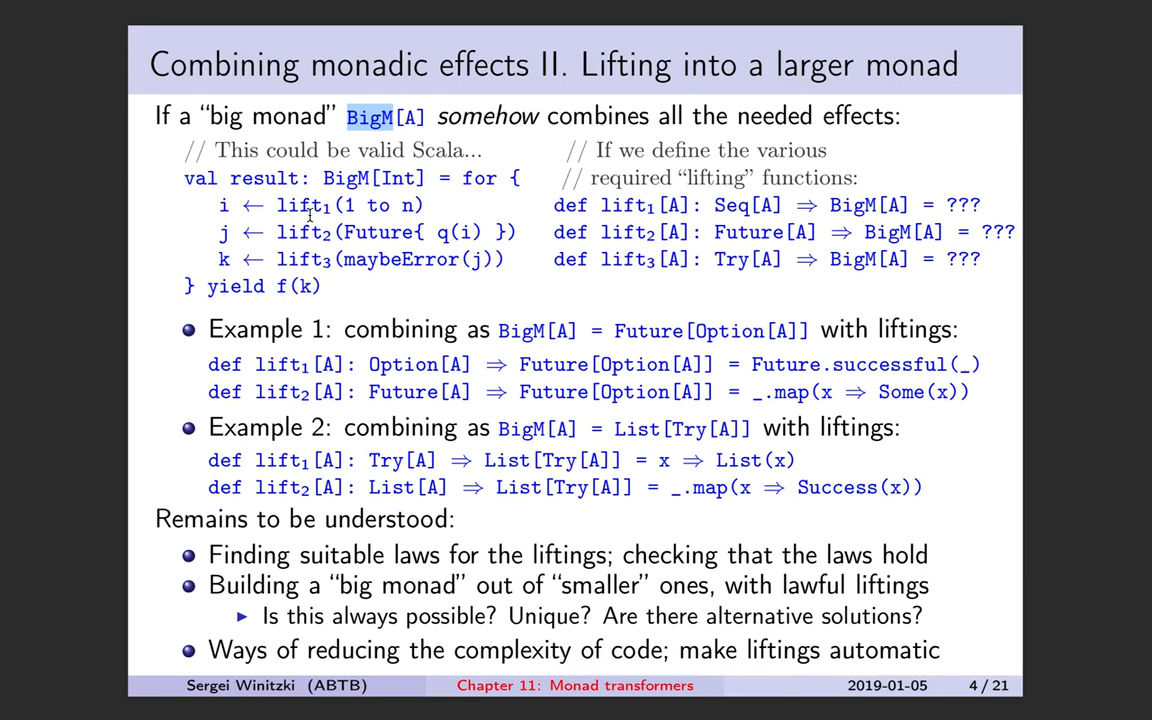 Combining monadic effects II. Lifting into a larger monad
If a “big monad” BigM[A] somehow combines all the needed effects:
// This could be valid Scala...
val result: BigM[Int] = for {
i ← lift₁(1 to n)
j ← lift₂(Future{ q(i) })
k ← lift₃(maybeError(j))
} yield f(k)
// If we define the various
// required “lifting” functions:
def lift₁[A]: Seq[A] ⇒ BigM[A] = ???
def lift₂[A]: Future[A] ⇒ BigM[A] = ???
def lift₃[A]: Try[A] ⇒ BigM[A] = ???
Example 1: combining as BigM[A] = Future[Option[A]] with liftings:
def lift₁[A]: Option[A] ⇒ Future[Option[A]] = Future.successful(_)
def lift₂[A]: Future[A] ⇒ Future[Option[A]] = _.map(x ⇒ Some(x))
Example 2: combining as BigM[A] = List[Try[A]] with liftings:
def lift₁[A]: Try[A] ⇒ List[Try[A]] = x ⇒ List(x)
def lift₂[A]: List[A] ⇒ List[Try[A]] = _.map(x ⇒ Success(x))
Remains to be understood:
Finding suitable laws for the liftings; checking that the laws hold
Building a “big monad” out of “smaller” ones, with lawful liftings
Is this always possible? Unique? Are there alternative solutions?
Ways of reducing the complexity of code; make liftings automatic
Sergei Winitzki (ABTB) Chapter 11: Monad transformers 2019-01-05 4 / 21